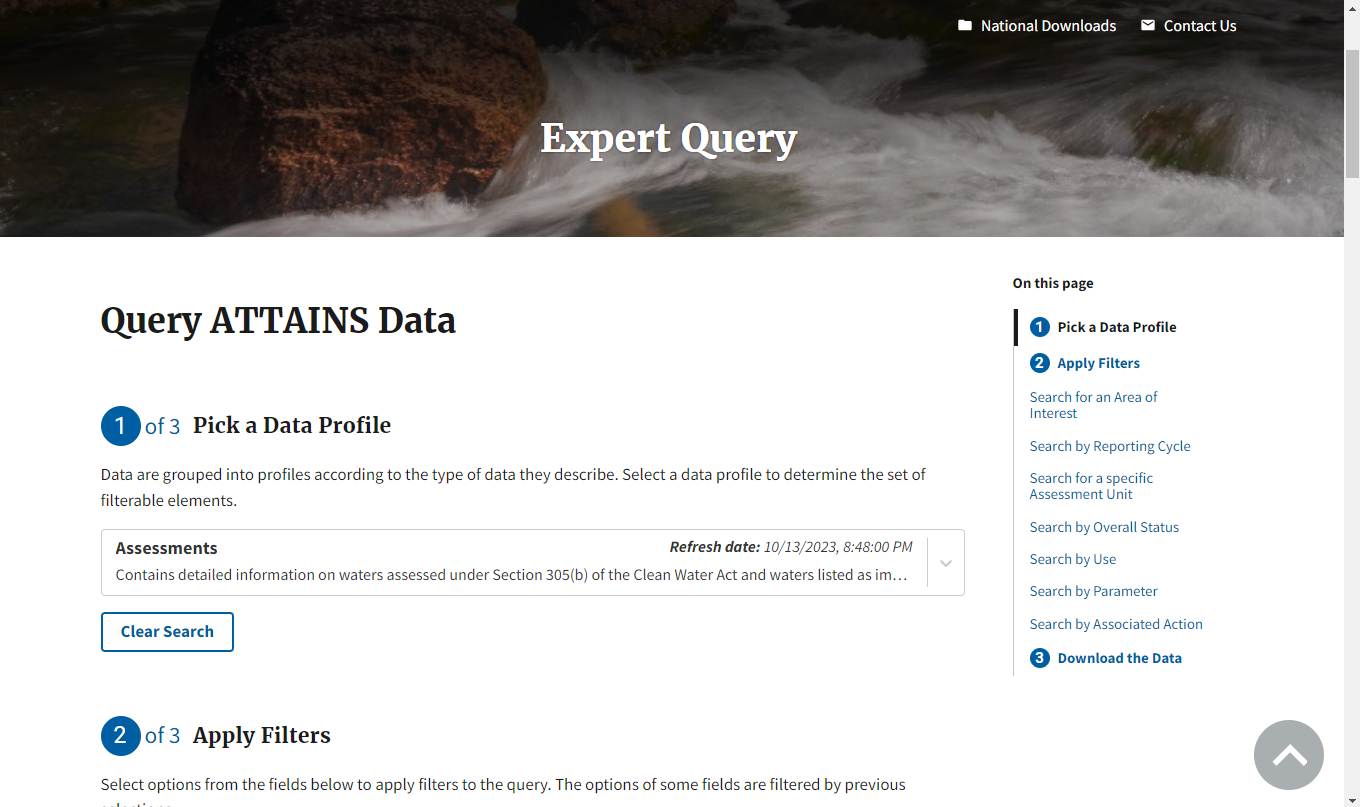 National Downloads Contact Us
Expert Query
On this page
Query ATTAINS Data
1 Pick a Data Profile
2 Apply Filters
Search for an Area of
Interest
Search by Reporting Cycle
Search for a specific
Assessment Unit
Search by Overall Status
Search by Use
Search by Parameter
Search by Associated Action
3 Download the Data
1 of 3 Pick a Data Profile
Data are grouped into profiles according to the type of data they describe. Select a data profile to determine the set of
filterable elements.
Assessments Refresh date: 10/13/2023, 8:48:00 PM
Contains detailed information on waters assessed under Section 305(b) of the Clean Water Act and waters listed as im…
Clear Search
2 of 3 Apply Filters
Select options from the fields below to apply filters to the query. The options of some fields are filtered by previous